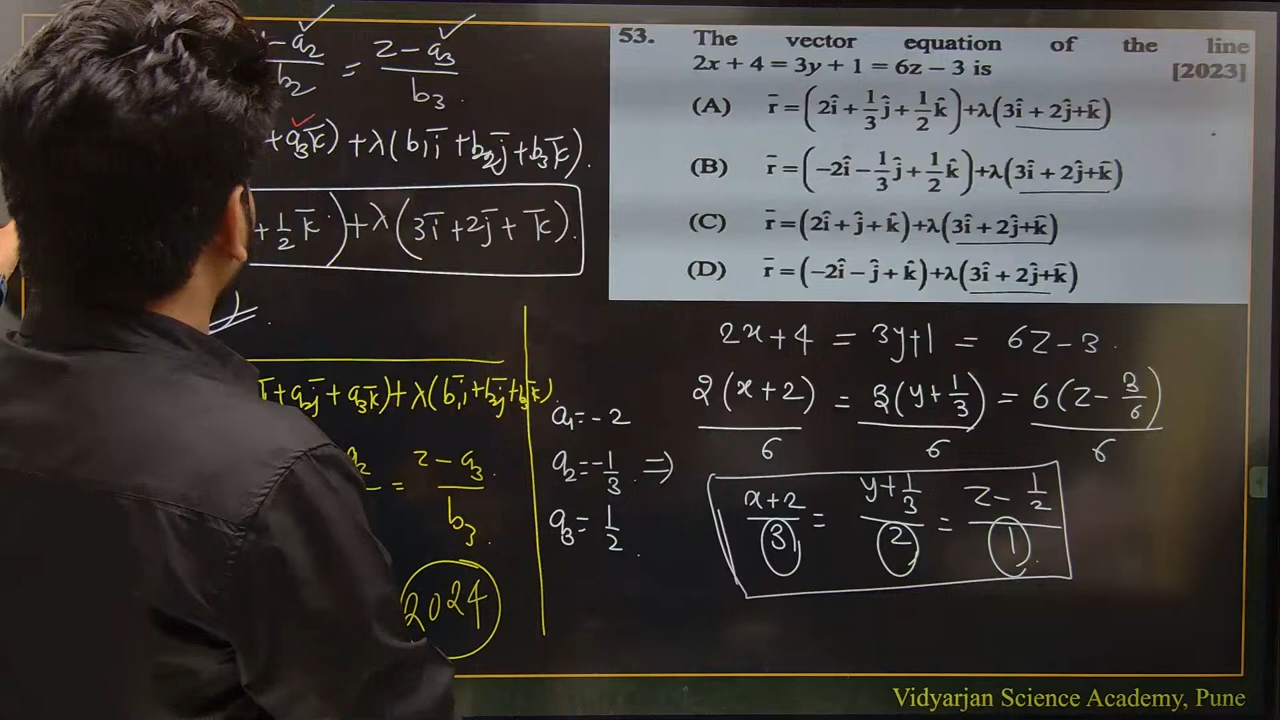 - a₂ / b₂ = z - a₃ / b₃
+ a₃k̄) + λ(b₁ī + b₂j̄ + b₃k̄).
+ ½ k̄) + λ(3ī + 2j̄ + k̄).
53. The vector equation of the line
2x + 4 = 3y + 1 = 6z – 3 is [2023]
(A) r̄ = (2î + 1/3 ĵ + 1/2 k̂) + λ(3î + 2ĵ + k̄)
(B) r̄ = (–2î – 1/3 ĵ + 1/2 k̂) + λ(3î + 2ĵ + k̄)
(C) r̄ = (2î + ĵ + k̂) + λ(3î + 2ĵ + k̄)
(D) r̄ = (–2î – ĵ + k̂) + λ(3î + 2ĵ + k̄)
2x + 4 = 3y + 1 = 6z - 3.
2(x + 2) / 6 = 3(y + 1/3) / 6 = 6(z - 3/6) / 6
x + 2 / 3 = y + 1/3 / 2 = z - 1/2 / 1
+ a₂j̄ + a₃k̄) + λ(b₁ī + b₂j̄ + b₃k̄).
a₂ = z - a₃ / b₃.
2024
a₁ = -2
a₂ = -1/3 ⇒
a₃ = 1/2.
Vidyarjan Science Academy, Pune